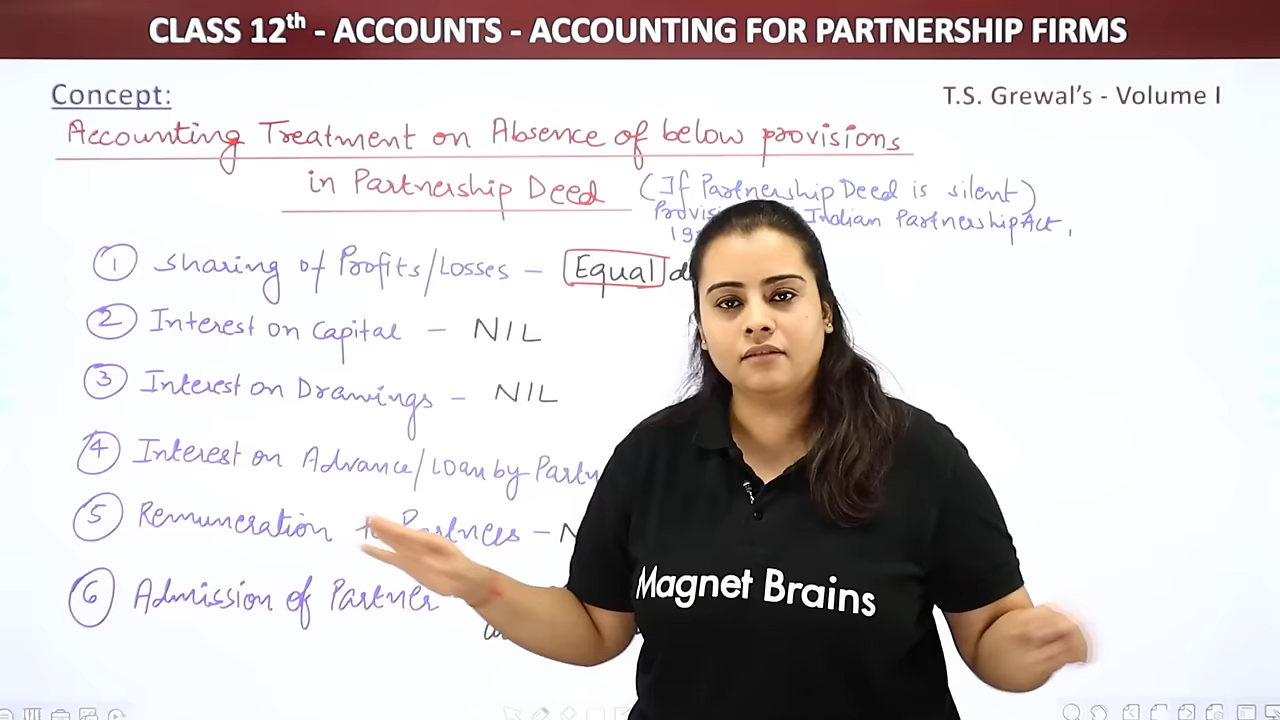 CLASS 12th - ACCOUNTS - ACCOUNTING FOR PARTNERSHIP FIRMS
Concept:
T.S. Grewal's - Volume I
Accounting Treatment on Absence of below provisions
in Partnership Deed (If Partnership Deed is silent)
Indian Partnership Act,
1 Sharing of Profits/Losses - Equal
2 Interest on Capital - NIL
3 Interest on Drawings - NIL
4 Interest on Advance/Loan by
5 Remuneration to Partners -
6 Admission of Partner
Magnet Brains